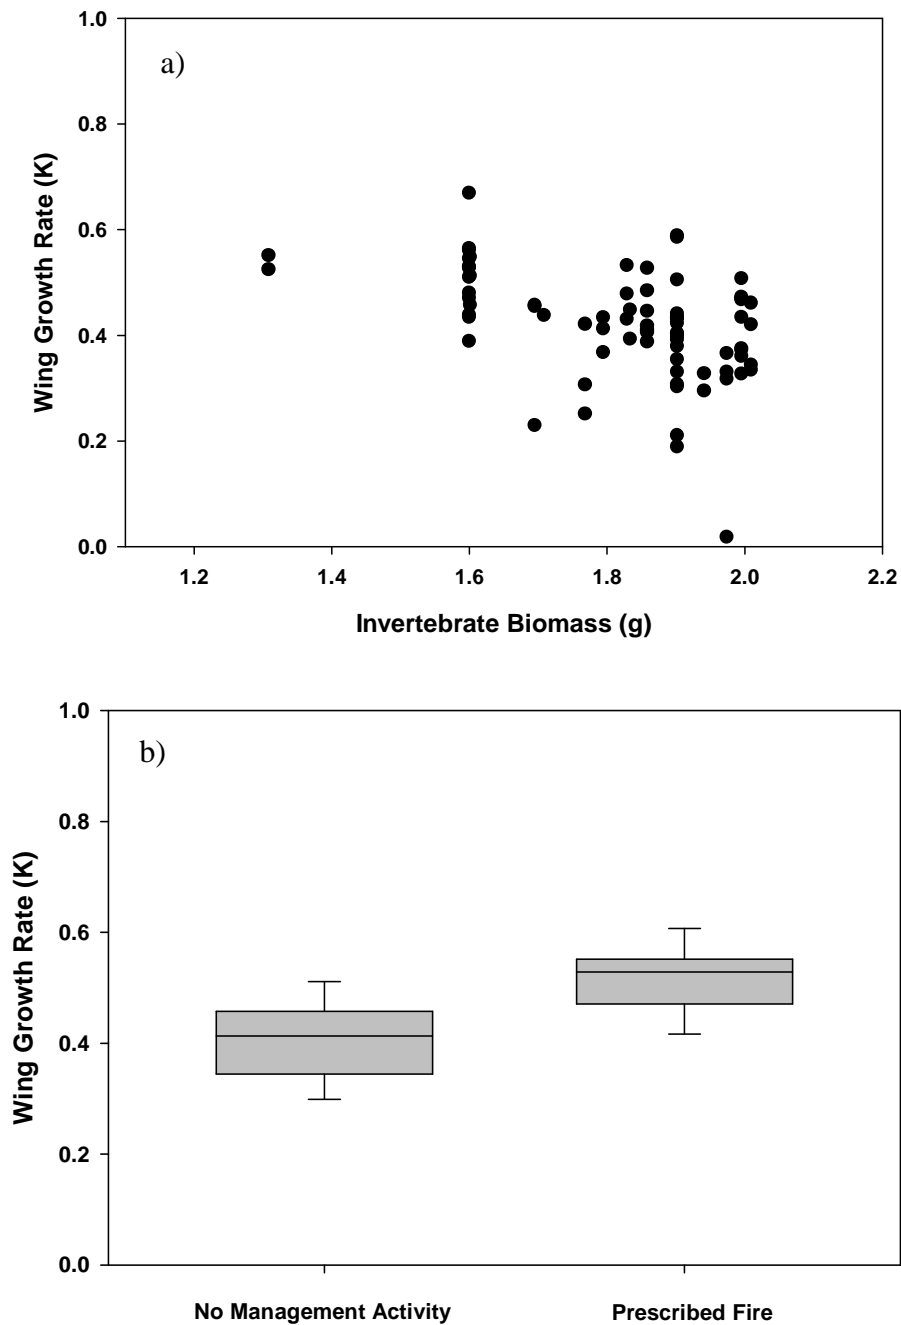 a)
1.0
0.8
0.6
0.4
0.2
0.0
Wing Growth Rate (K)
1.2 1.4 1.6 1.8 2.0 2.2
Invertebrate Biomass (g)
b)
1.0
0.8
0.6
0.4
0.2
0.0
Wing Growth Rate (K)
No Management Activity Prescribed Fire